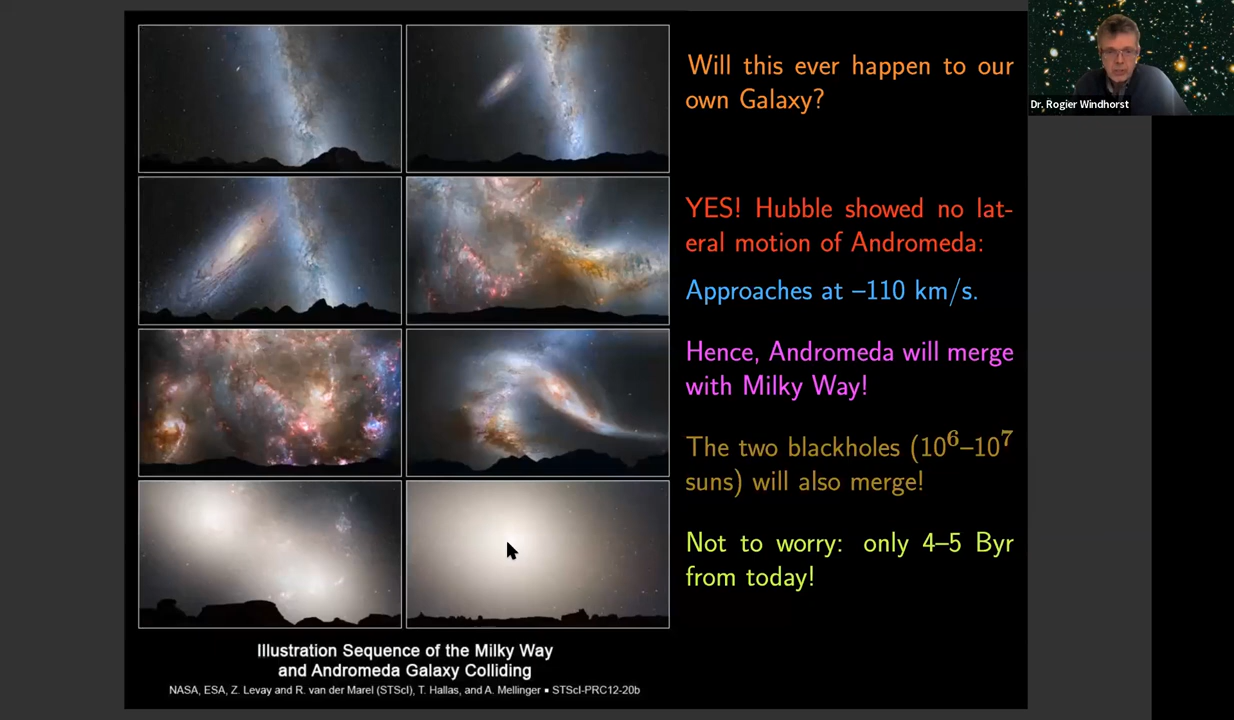 Will this ever happen to our
own Galaxy?
YES! Hubble showed no lat-
eral motion of Andromeda:
Approaches at –110 km/s.
Hence, Andromeda will merge
with Milky Way!
The two blackholes (10⁶–10⁷
suns) will also merge!
Not to worry: only 4–5 Byr
from today!
Illustration Sequence of the Milky Way
and Andromeda Galaxy Colliding
NASA, ESA, Z. Levay and R. van der Marel (STScI), T. Hallas, and A. Mellinger ▪ STScI-PRC12-20b
Dr. Rogier Windhorst